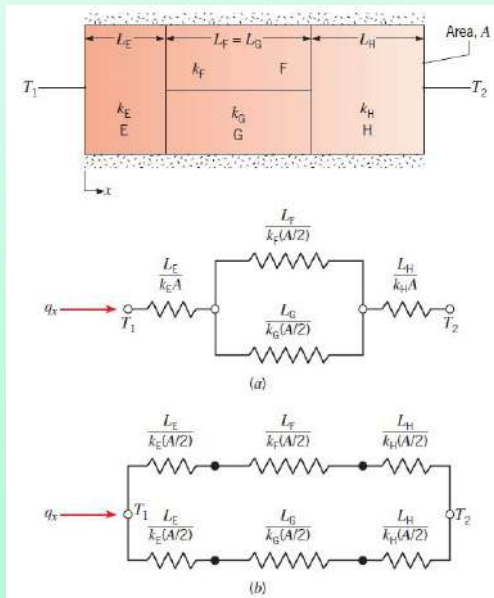 L_E L_F = L_G L_H Area, A
k_F F
T_1 T_2
k_E k_G k_H
E G H
x
L_F
k_F(A/2)
L_E L_H
k_EA k_HA
q_x T_1 T_2
L_G
k_G(A/2)
(a)
L_E L_F L_H
k_E(A/2) k_F(A/2) k_H(A/2)
q_x T_1 T_2
L_E L_G L_H
k_E(A/2) k_G(A/2) k_H(A/2)
(b)